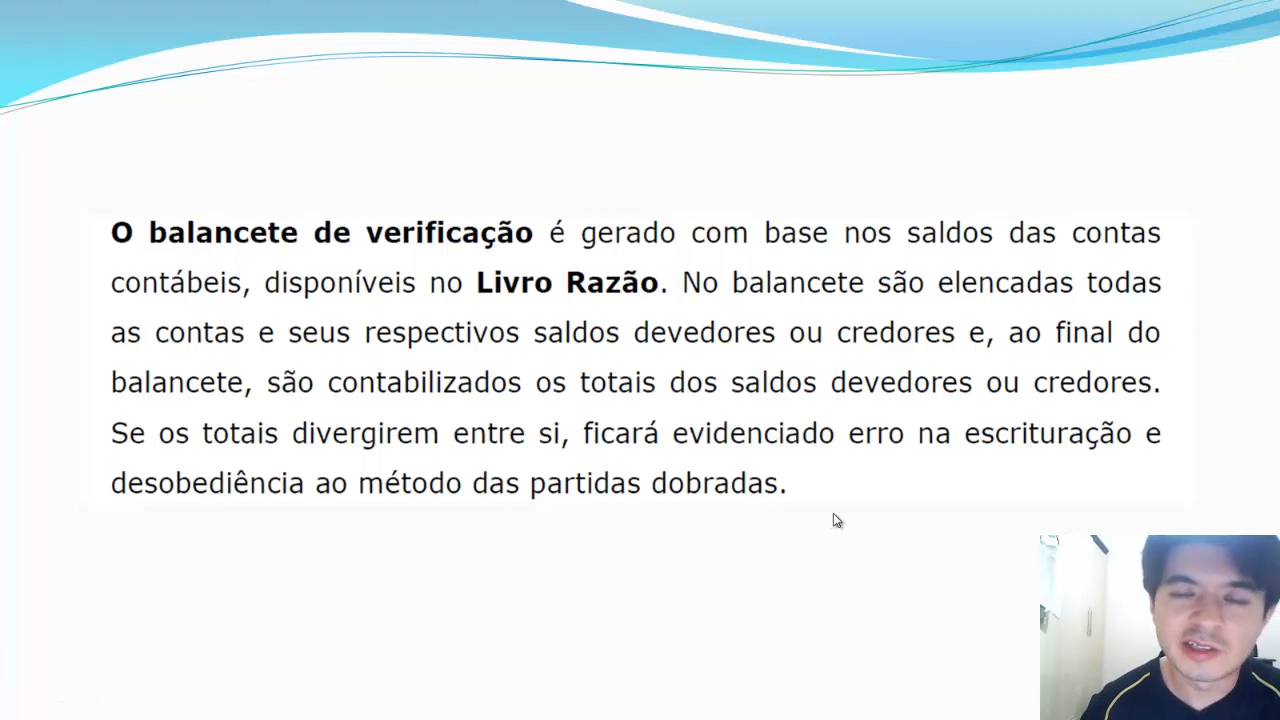 O balancete de verificação é gerado com base nos saldos das contas
contábeis, disponíveis no Livro Razão. No balancete são elencadas todas
as contas e seus respectivos saldos devedores ou credores e, ao final do
balancete, são contabilizados os totais dos saldos devedores ou credores.
Se os totais divergirem entre si, ficará evidenciado erro na escrituração e
desobediência ao método das partidas dobradas.